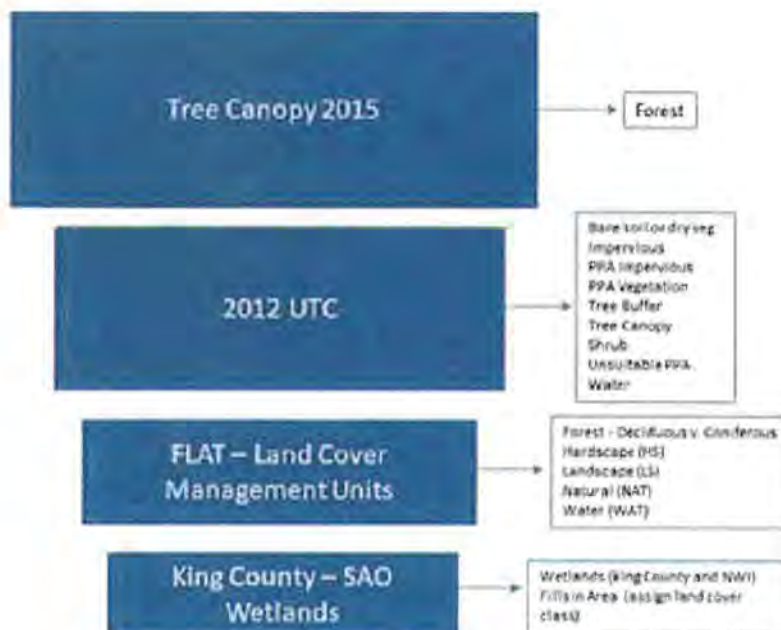 Tree Canopy 2015
Forest
2012 UTC
Bare soil or dry veg
Impervious
PPA Impervious
PPA Vegetation
Tree Buffer
Tree Canopy
Shrub
Unsuitable PPA
Water
FLAT – Land Cover
Management Units
Forest - Deciduous v. Coniferous
Hardscape (HS)
Landscape (LS)
Natural (NAT)
Water (WAT)
King County – SAO
Wetlands
Wetlands (King County and NWI)
Fills in Area (assign land cover
class)